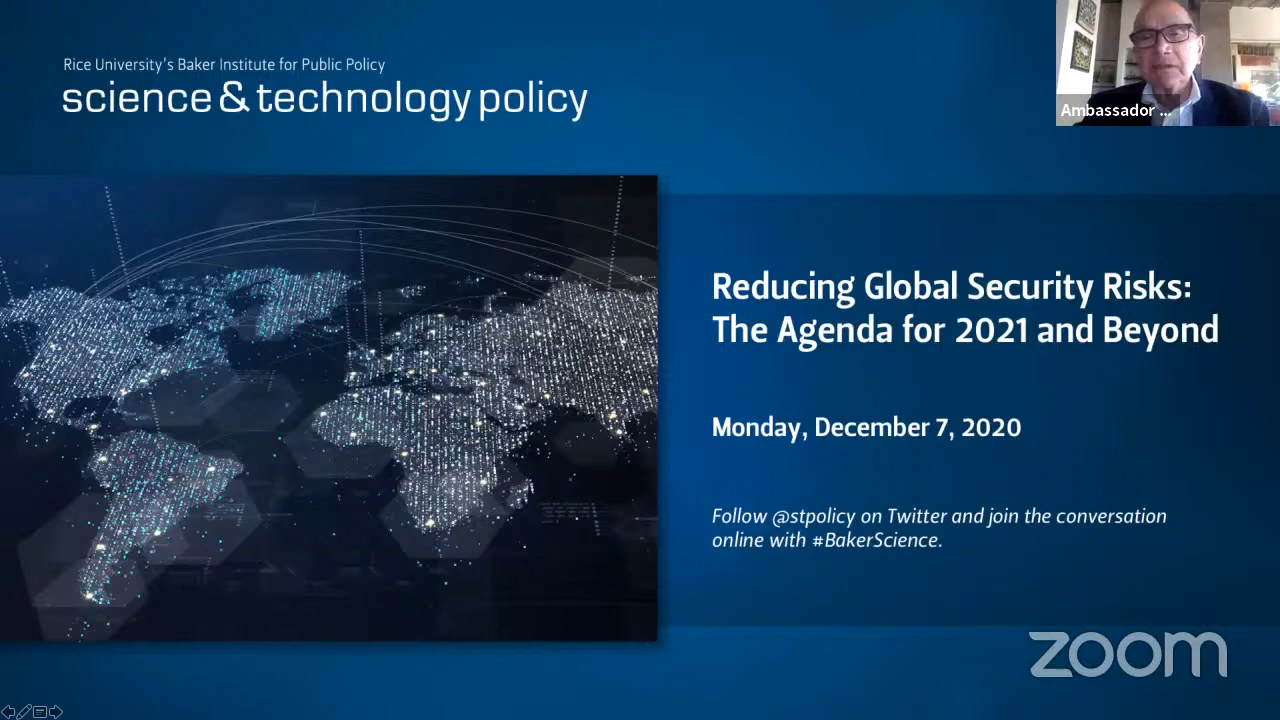 Rice University's Baker Institute for Public Policy
science & technology policy
Ambassador ...
Reducing Global Security Risks:
The Agenda for 2021 and Beyond
Monday, December 7, 2020
Follow @stpolicy on Twitter and join the conversation
online with #BakerScience.
zoom